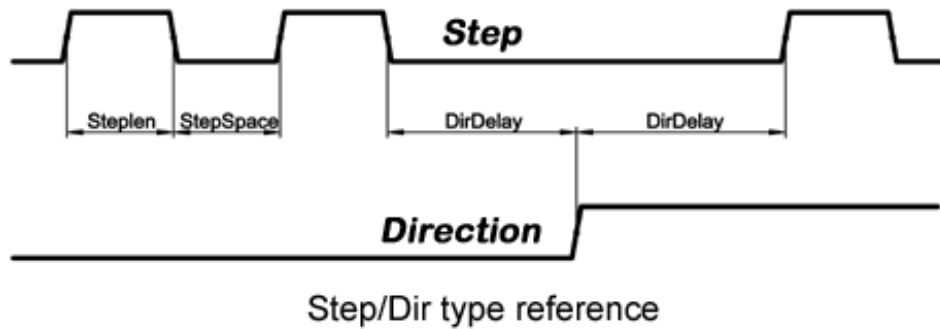 Step
Steplen StepSpace DirDelay DirDelay
Direction
Step/Dir type reference